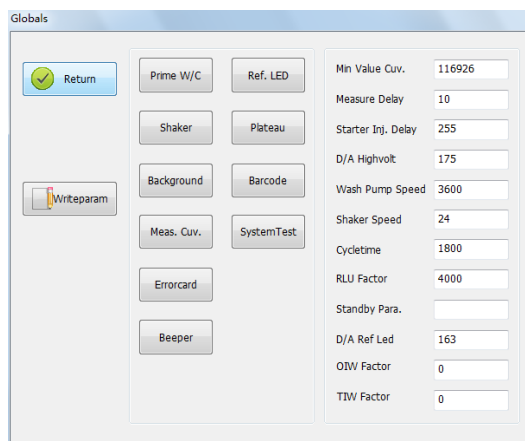 Globals
Return
Writeparam
Prime W/C
Ref. LED
Shaker
Plateau
Background
Barcode
Meas. Cuv.
SystemTest
Errorcard
Beeper
Min Value Cuv. 116926
Measure Delay 10
Starter Inj. Delay 255
D/A Highvolt 175
Wash Pump Speed 3600
Shaker Speed 24
Cycletime 1800
RLU Factor 4000
Standby Para.
D/A Ref Led 163
OIW Factor 0
TIW Factor 0